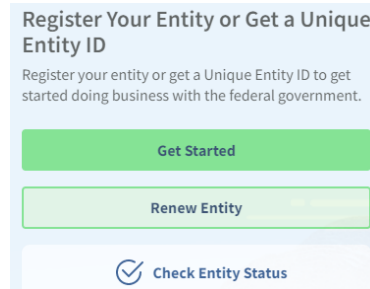 Register Your Entity or Get a Unique
Entity ID
Register your entity or get a Unique Entity ID to get
started doing business with the federal government.
Get Started
Renew Entity
Check Entity Status